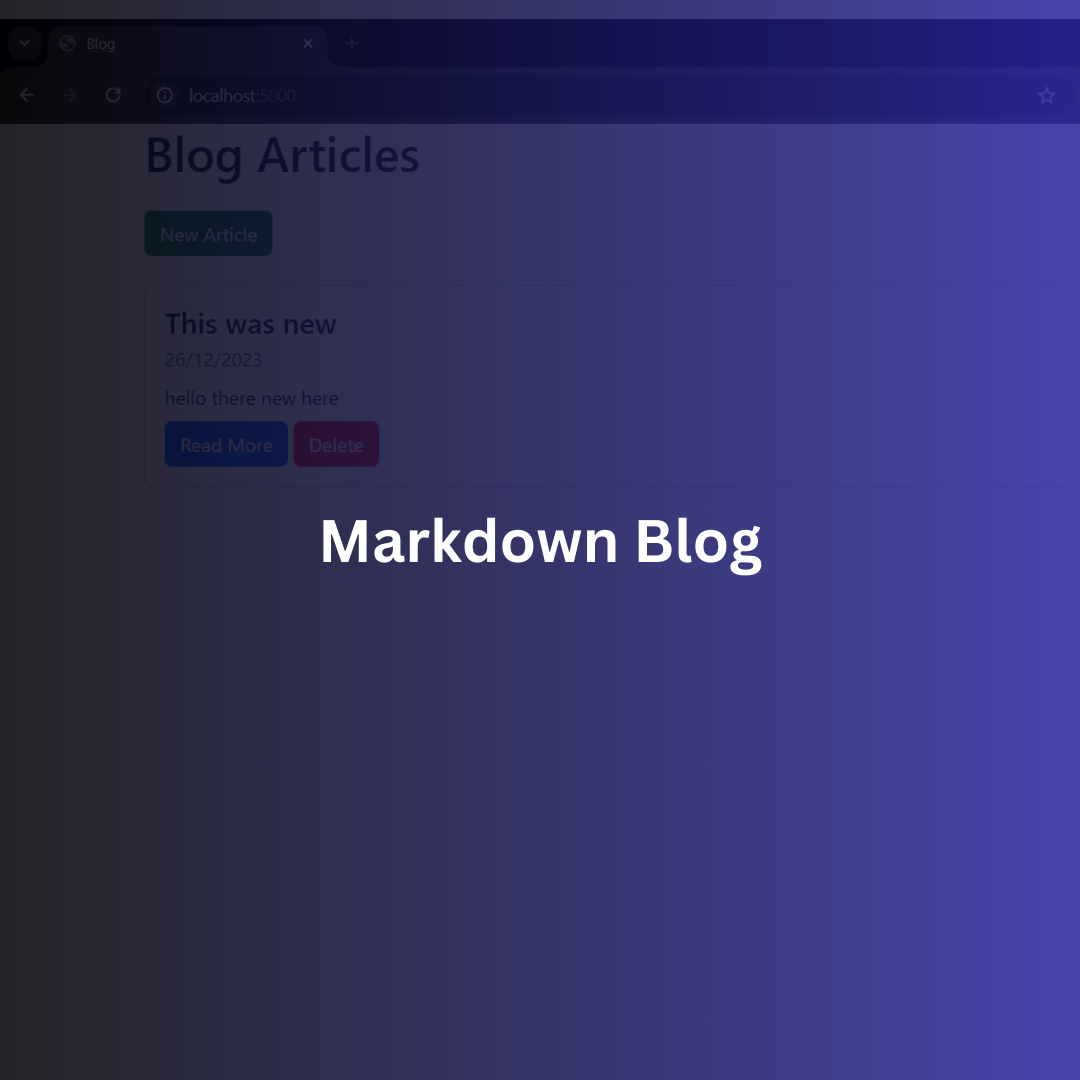 Blog
localhost:5000
Blog Articles
New Article
This was new
26/12/2023
hello there new here
Read More Delete
Markdown Blog